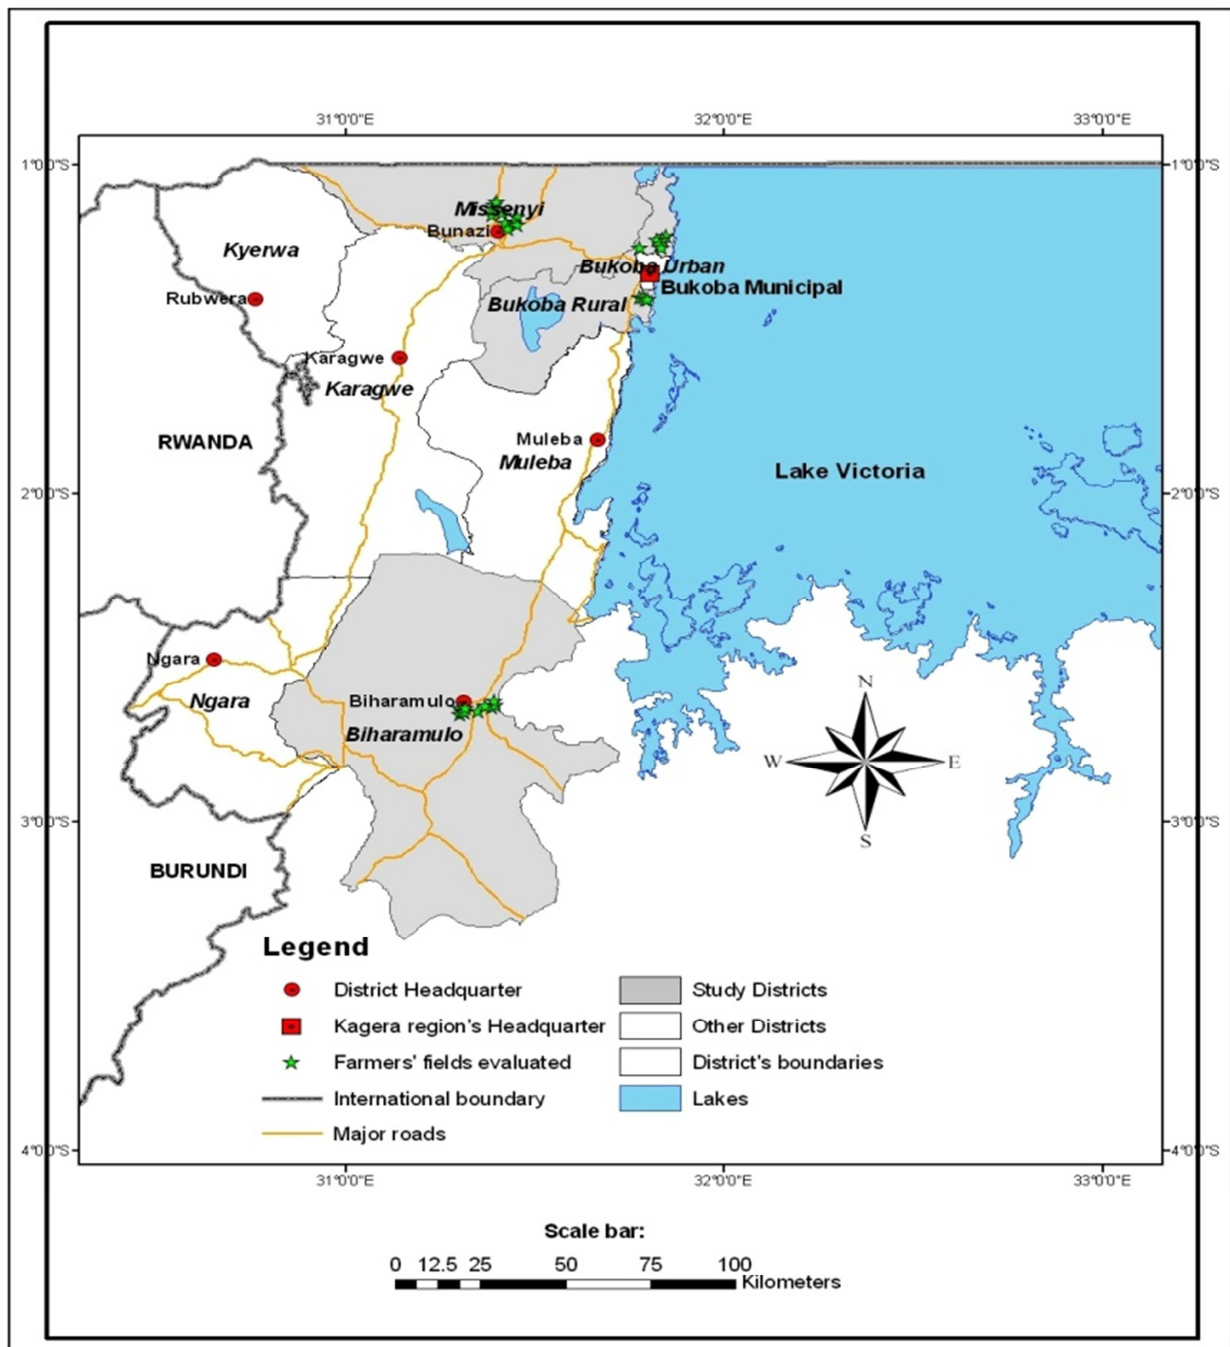 31°0'0"E 32°0'0"E 33°0'0"E
1°0'0"S 1°0'0"S
Missenyi
Bunazi
Kyerwa
Bukoba Urban
Bukoba Municipal
Rubwera
Bukoba Rural
Karagwe
Karagwe
RWANDA
Muleba
Muleba
Lake Victoria
2°0'0"S 2°0'0"S
Ngara
Ngara
Biharamulo
Biharamulo
N
W E
S
3°0'0"S 3°0'0"S
BURUNDI
Legend
District Headquarter
Kagera region's Headquarter
Farmers' fields evaluated
International boundary
Major roads
Study Districts
Other Districts
District's boundaries
Lakes
4°0'0"S 4°0'0"S
31°0'0"E 32°0'0"E 33°0'0"E
Scale bar:
0 12.5 25 50 75 100
Kilometers